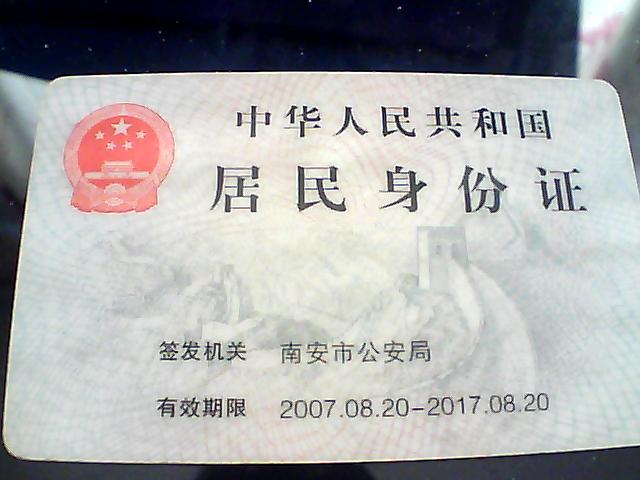 中华人民共和国
居民身份证
签发机关 南安市公安局
有效期限 2007.08.20-2017.08.20